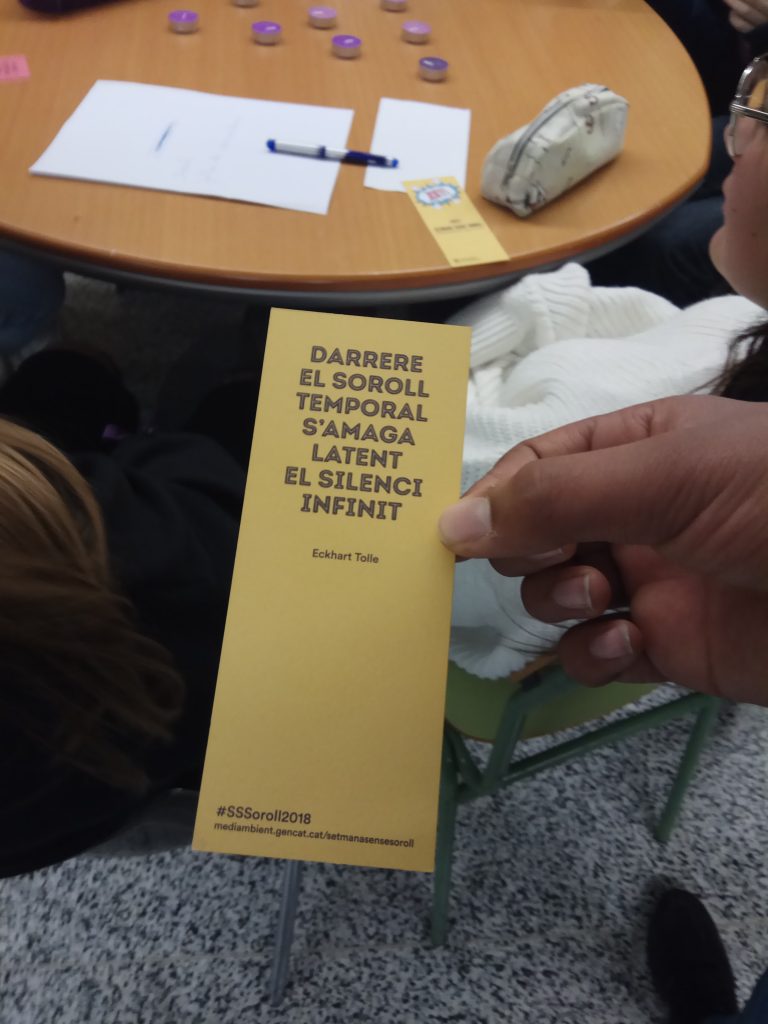 DARRERE
EL SOROLL
TEMPORAL
S'AMAGA
LATENT
EL SILENCI
INFINIT
Eckhart Tolle
#SSSoroll2018
mediambient.gencat.cat/setmanasensesoroll